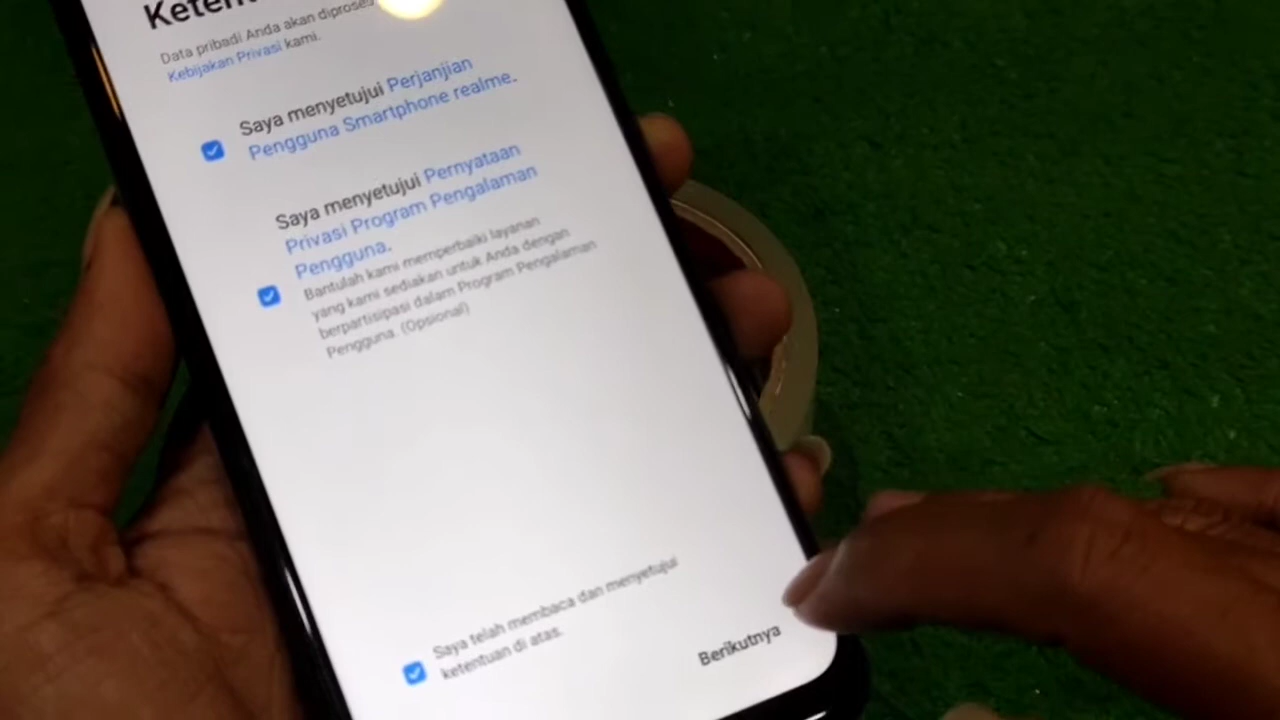 Data pribadi Anda akan diproses
Kebijakan Privasi kami.
Saya menyetujui Perjanjian
Pengguna Smartphone realme.
Saya menyetujui Pernyataan
Privasi Program Pengalaman
Pengguna.
Bantulah kami memperbaiki layanan
yang kami sediakan untuk Anda dengan
berpartisipasi dalam Program Pengalaman
Pengguna. (Opsional)
Saya telah membaca dan menyetujui
ketentuan di atas.
Berikutnya